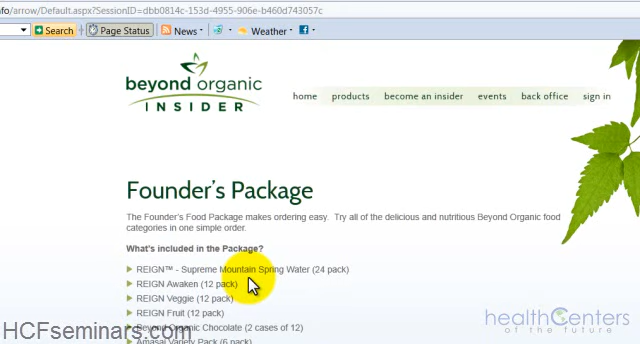 nfo/arrow/Default.aspx?SessionID=dbb0814c-153d-4955-906e-b460d743057c
Search Page Status News Weather
beyond organic
INSIDER
home products become an insider events back office sign in
Founder's Package
The Founder's Food Package makes ordering easy. Try all of the delicious and nutritious Beyond Organic food
categories in one simple order.
What's included in the Package?
REIGN™ - Supreme Mountain Spring Water (24 pack)
REIGN Awaken (12 pack)
REIGN Veggie (12 pack)
REIGN Fruit (12 pack)
Beyond Organic Chocolate (2 cases of 12)
Amasai Variety Pack (6 pack)
healthCenters
of the future
HCFseminars.com